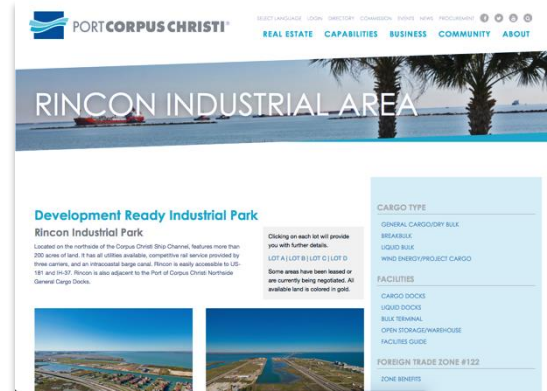 PORTCORPUS CHRISTI®
SELECT LANGUAGE LOGIN DIRECTORY COMMISSION EVENTS NEWS PROCUREMENT
REAL ESTATE CAPABILITIES BUSINESS COMMUNITY ABOUT
RINCON INDUSTRIAL AREA
Development Ready Industrial Park
Rincon Industrial Park
Located on the northside of the Corpus Christi Ship Channel, features more than
200 acres of land. It has all utilities available, competitive rail service provided by
three carriers, and an intracoastal barge canal. Rincon is easily accessible to US-
181 and IH-37. Rincon is also adjacent to the Port of Corpus Christi Northside
General Cargo Docks.
Clicking on each lot will provide
you with further details.
LOT A | LOT B | LOT C | LOT D
Some areas have been leased or
are currently being negotiated. All
available land is colored in gold.
CARGO TYPE
GENERAL CARGO/DRY BULK
BREAKBULK
LIQUID BULK
WIND ENERGY/PROJECT CARGO
FACILITIES
CARGO DOCKS
LIQUID DOCKS
BULK TERMINAL
OPEN STORAGE/WAREHOUSE
FACILITIES GUIDE
FOREIGN TRADE ZONE #122
ZONE BENEFITS